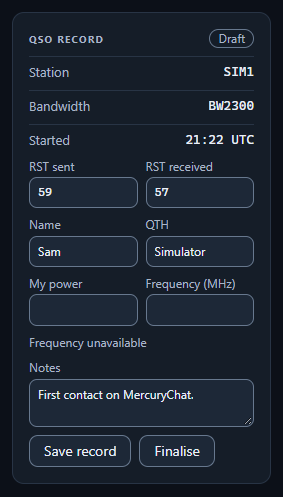 QSO RECORD Draft
Station SIM1
Bandwidth BW2300
Started 21:22 UTC
RST sent RST received
59 57
Name QTH
Sam Simulator
My power Frequency (MHz)
Frequency unavailable
Notes
First contact on MercuryChat.
Save record Finalise